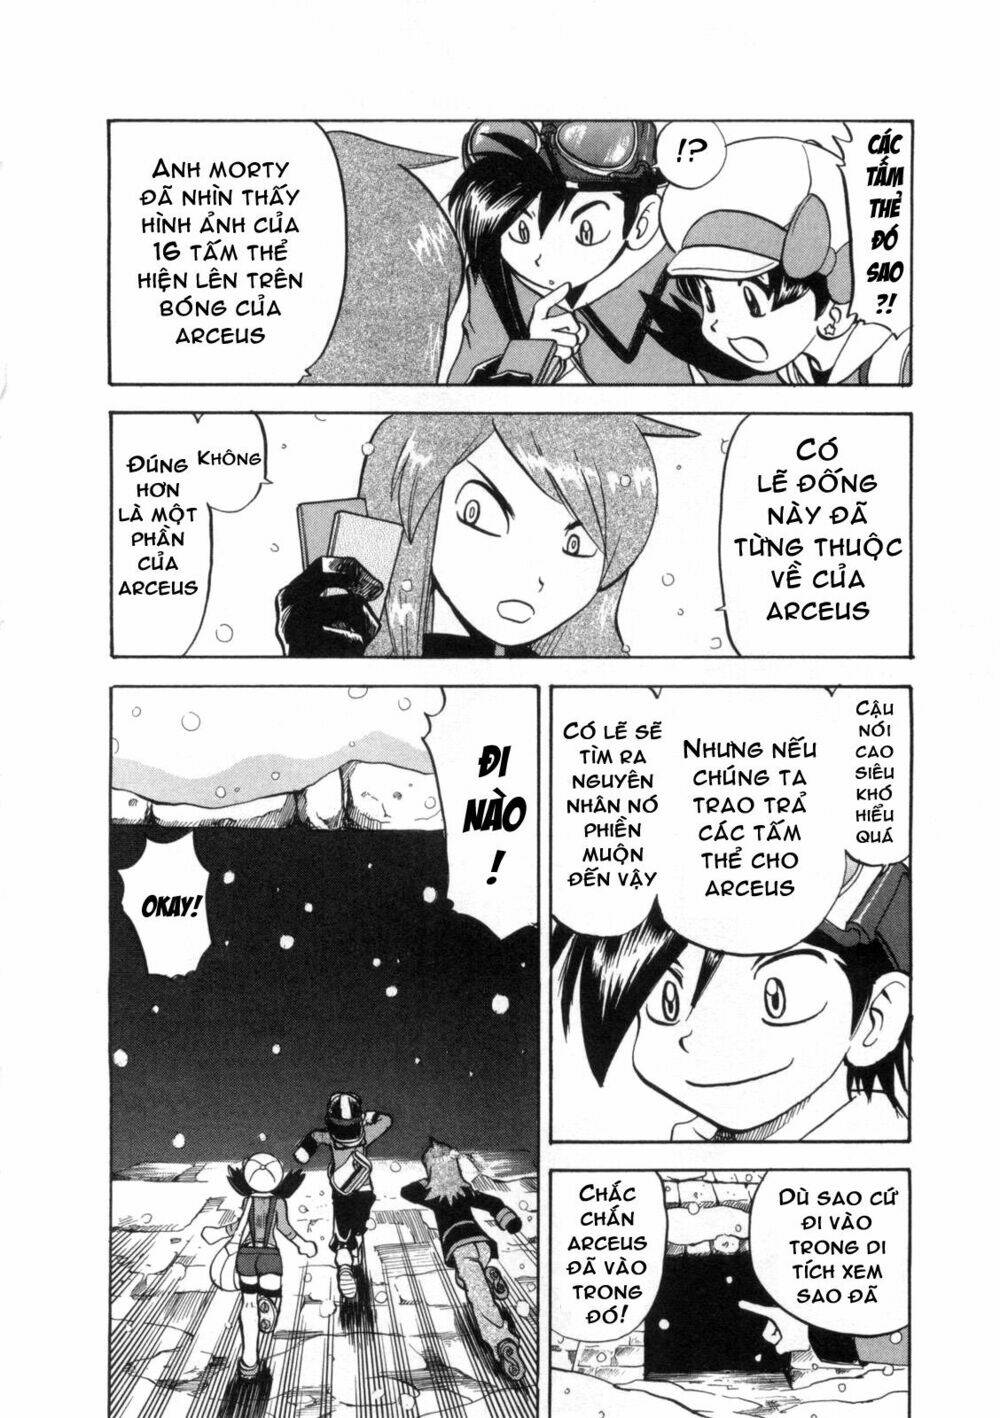 CÁC
TẤM
THẺ
ĐÓ
SAO
?!
!?
ANH MORTY
ĐÃ NHÌN THẤY
HÌNH ẢNH CỦA
16 TẤM THẺ
HIỆN LÊN TRÊN
BÓNG CỦA
ARCEUS
CÓ
LẼ ĐỐNG
NÀY ĐÃ
TỪNG THUỘC
VỀ CỦA
ARCEUS
KHÔNG
ĐÚNG
HƠN
LÀ MỘT
PHẦN
CỦA
ARCEUS
CẬU
NÓI
CAO
SIÊU
KHÓ
HIỂU
QUÁ
NHƯNG NẾU
CHÚNG TA
TRAO TRẢ
CÁC TẤM
THẺ CHO
ARCEUS
CÓ LẼ SẼ
TÌM RA
NGUYÊN
NHÂN NÓ
PHIỀN
MUỘN
ĐẾN VẬY
DÙ SAO CỨ
ĐI VÀO
TRONG DI
TÍCH XEM
SAO ĐÃ
CHẮC
CHẮN
ARCEUS
ĐÃ VÀO
TRONG
ĐÓ!
ĐI
NÀO
!
OKAY!